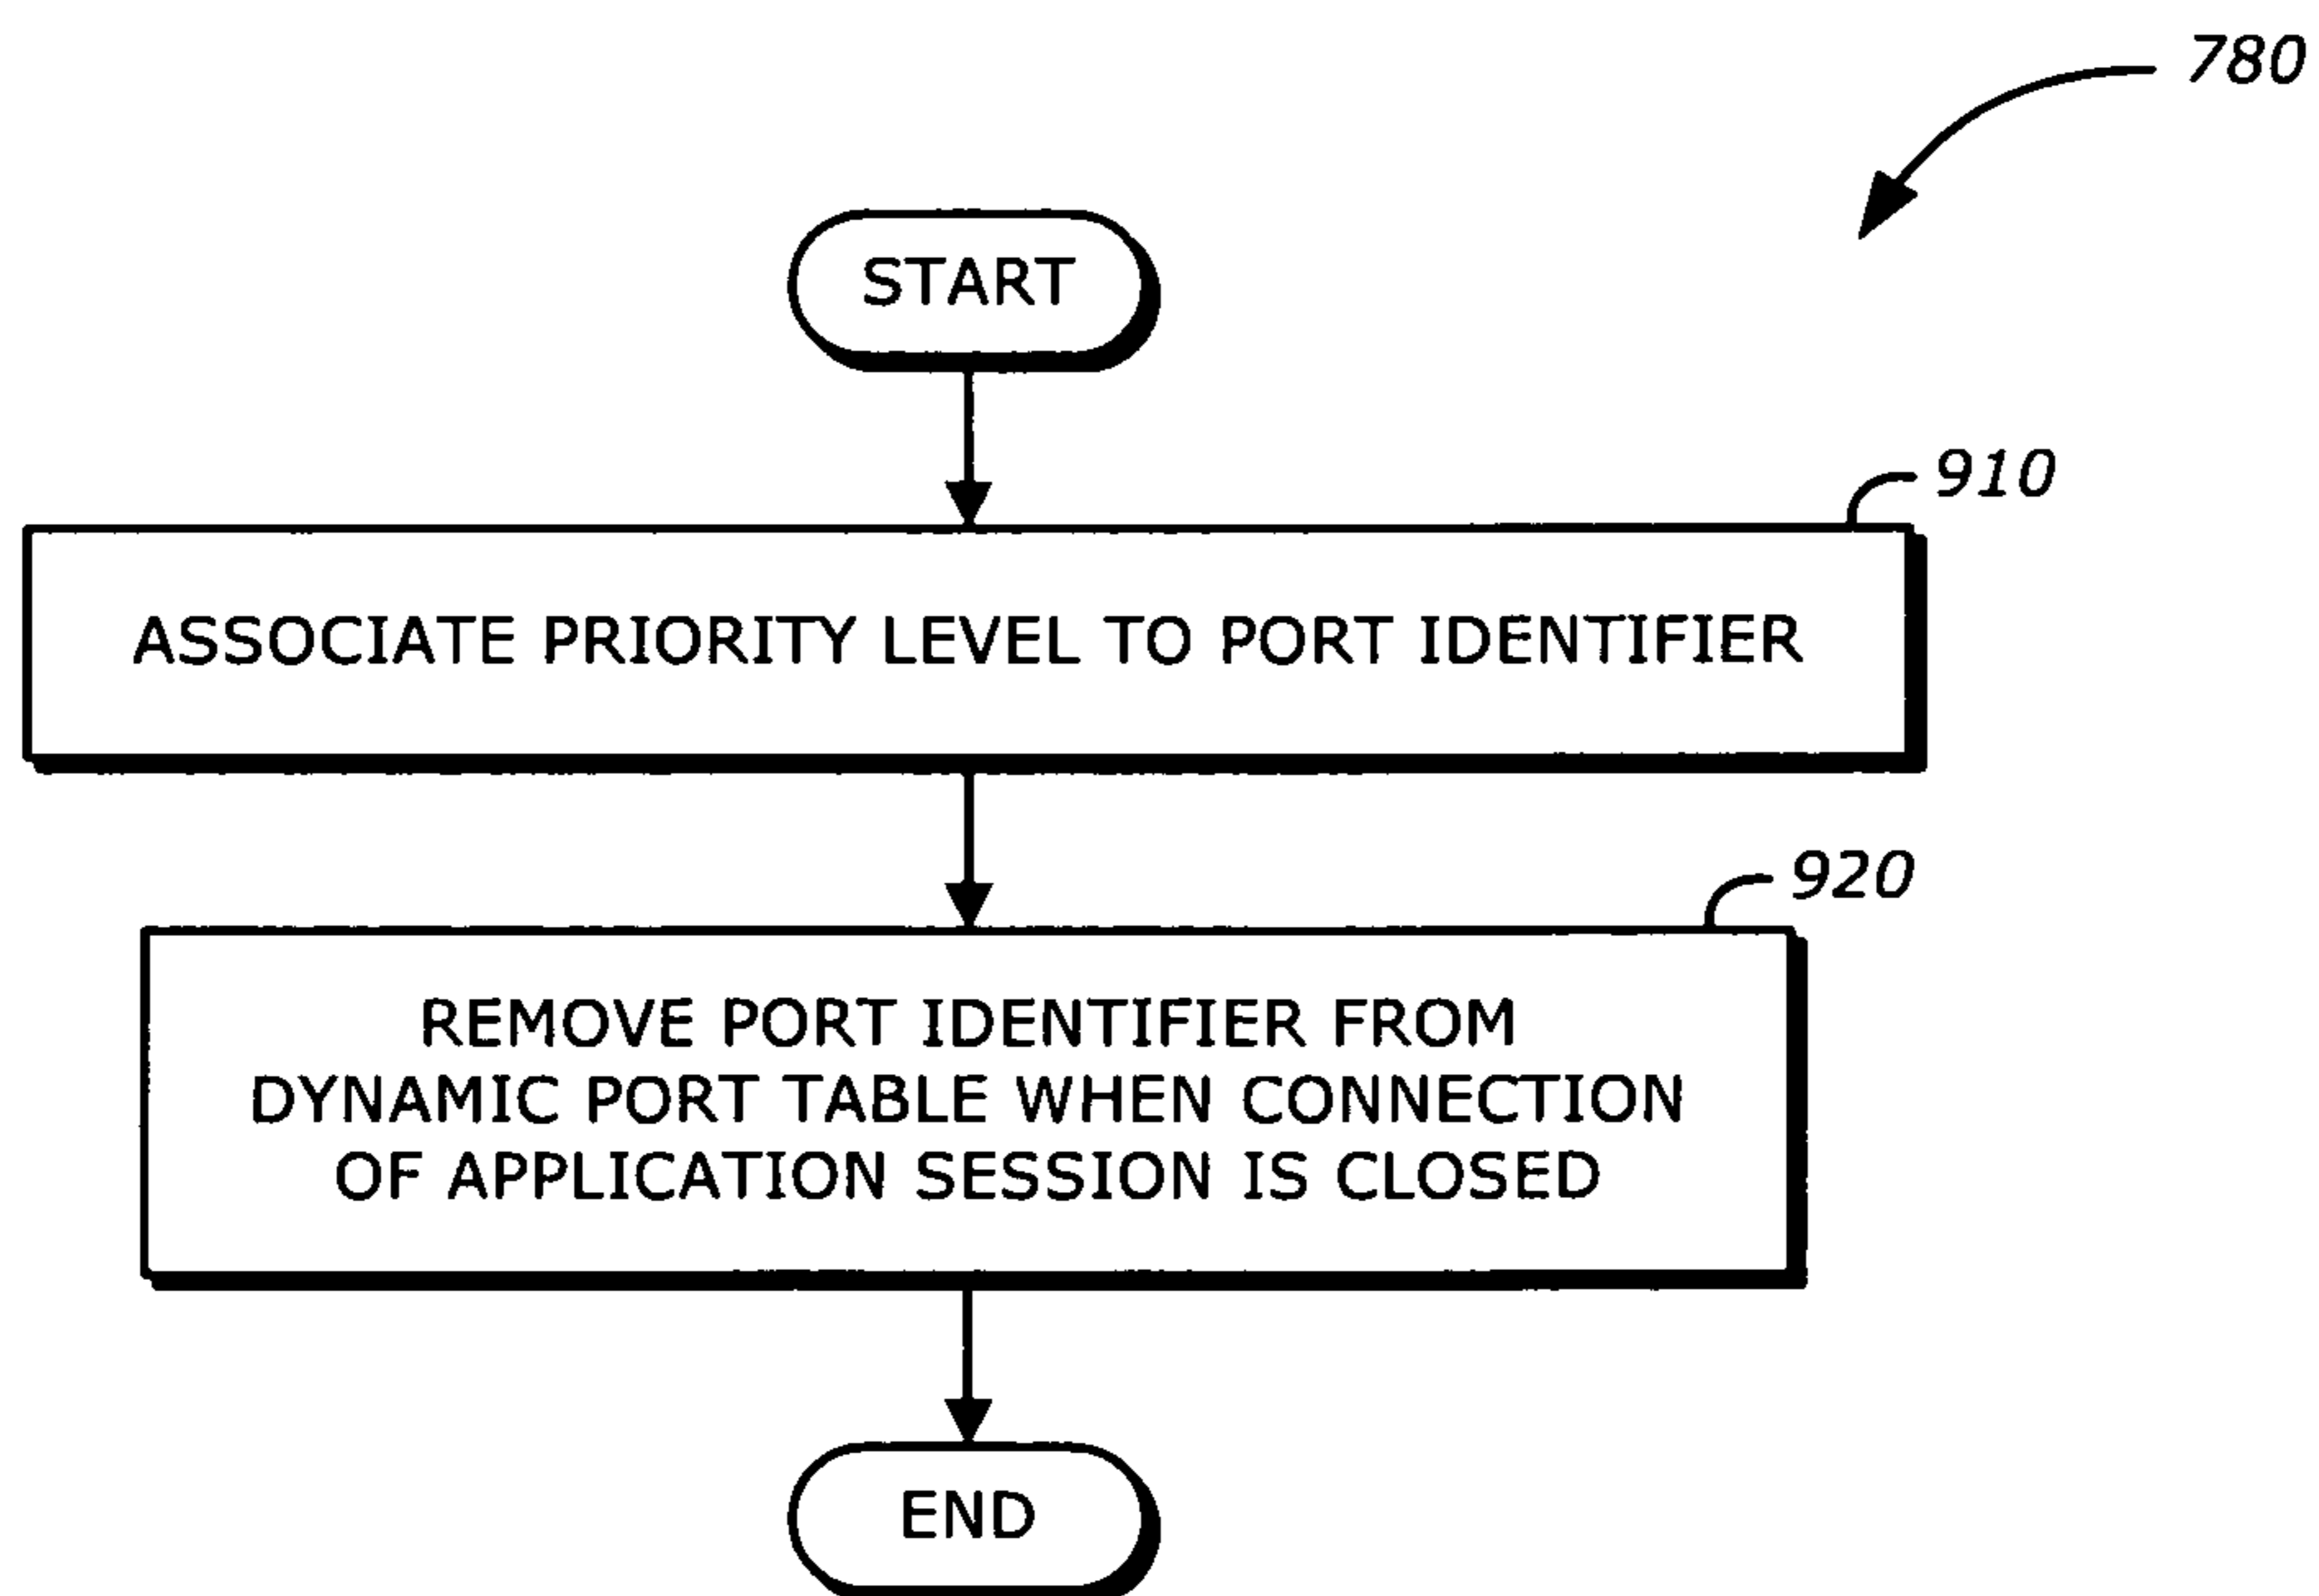 780
START
910
ASSOCIATE PRIORITY LEVEL TO PORT IDENTIFIER
920
REMOVE PORT IDENTIFIER FROM
DYNAMIC PORT TABLE WHEN CONNECTION
OF APPLICATION SESSION IS CLOSED
END